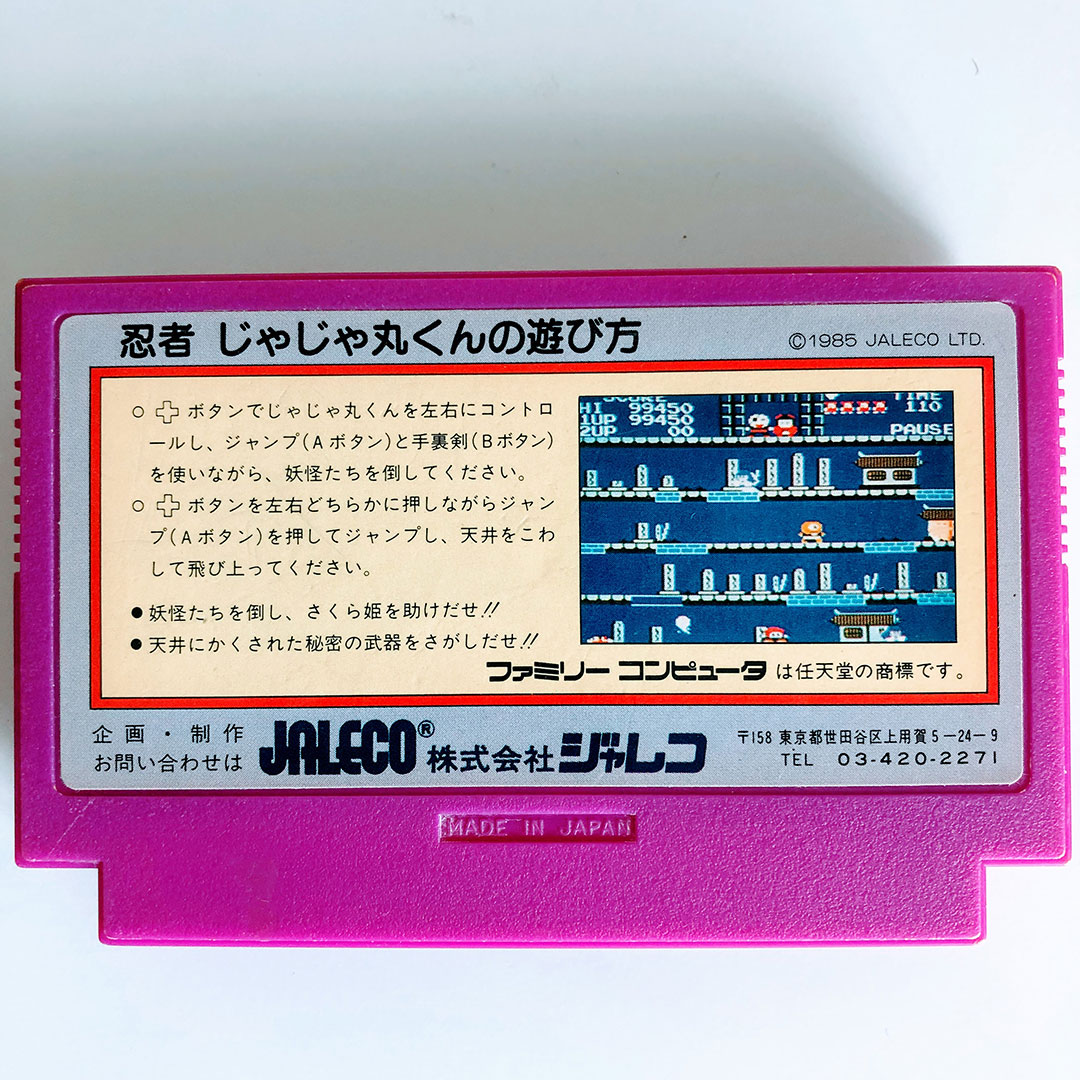 忍者 じゃじゃ丸くんの遊び方
©1985 JALECO LTD.
○ ✚ ボタンでじゃじゃ丸くんを左右にコントロ
ールし、ジャンプ(Aボタン)と手裏剣(Bボタン)
を使いながら、妖怪たちを倒してください。
○ ✚ ボタンを左右どちらかに押しながらジャン
プ(Aボタン)を押してジャンプし、天井をこわ
して飛び上ってください。
● 妖怪たちを倒し、さくら姫を助けだせ!!
● 天井にかくされた秘密の武器をさがしだせ!!
SCORE
HI 99450
1UP 99450
2UP 00
TIME
110
PAUSE
ファミリー コンピュータ は任天堂の商標です。
企画・制作
お問い合わせは
JALECO® 株式会社ジャレコ
〒158 東京都世田谷区上用賀5-24-9
TEL 03-420-2271
MADE IN JAPAN